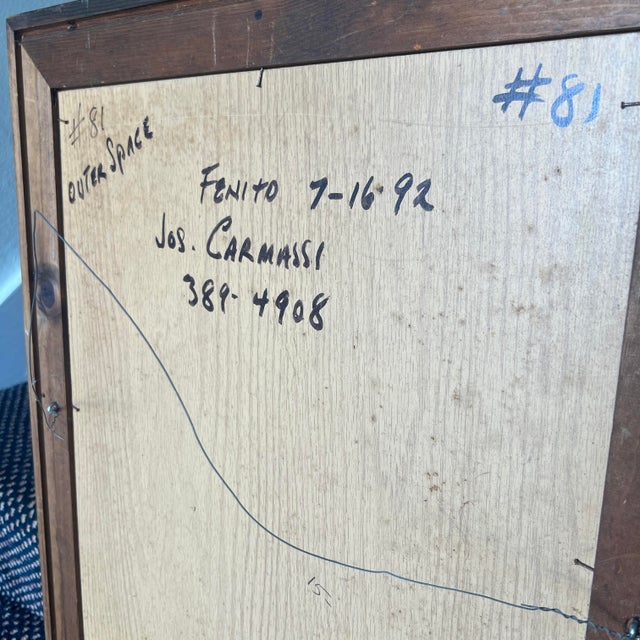 #81
#81
OUTER SPACE
FENITO 7-16-92
JOS. CARMASSI
389-4908